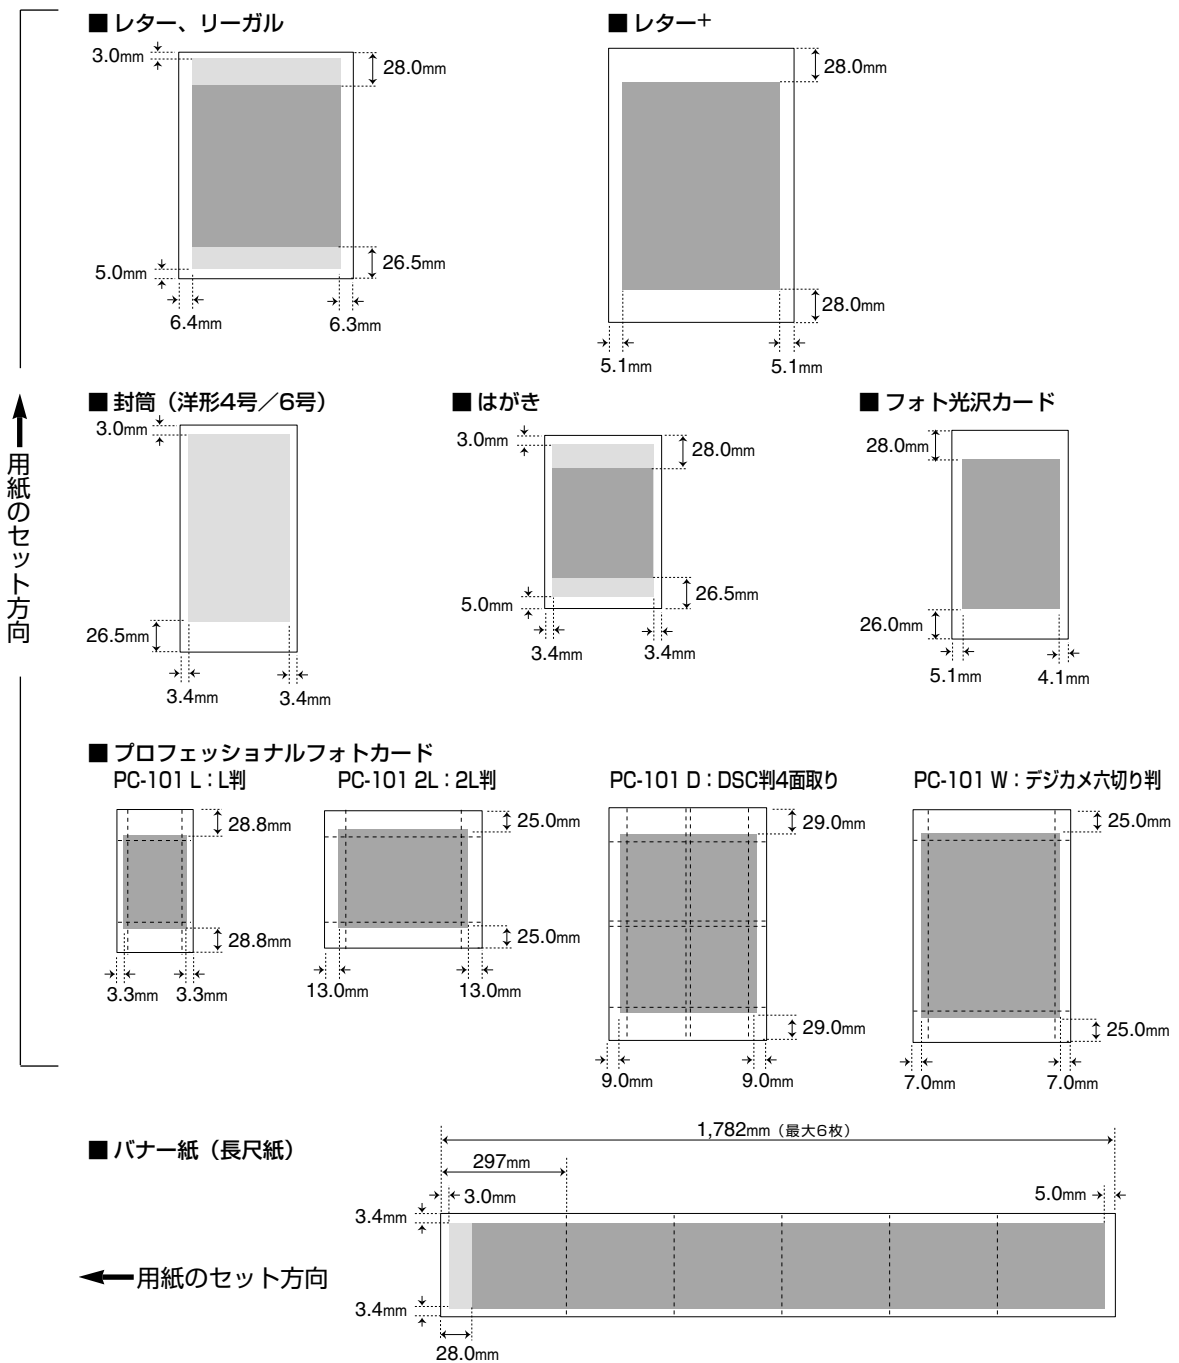 ■ レター、リーガル
3.0mm
28.0mm
5.0mm
26.5mm
6.4mm
6.3mm
■ レター+
28.0mm
28.0mm
5.1mm
5.1mm
用紙のセット方向
■ 封筒（洋形4号／6号）
3.0mm
26.5mm
3.4mm
3.4mm
■ はがき
3.0mm
28.0mm
5.0mm
26.5mm
3.4mm
3.4mm
■ フォト光沢カード
28.0mm
26.0mm
5.1mm
4.1mm
■ プロフェッショナルフォトカード
PC-101 L：L判
28.8mm
28.8mm
3.3mm
3.3mm
PC-101 2L：2L判
25.0mm
25.0mm
13.0mm
13.0mm
PC-101 D：DSC判4面取り
29.0mm
29.0mm
9.0mm
9.0mm
PC-101 W：デジカメ六切り判
25.0mm
25.0mm
7.0mm
7.0mm
■ バナー紙（長尺紙）
1,782mm（最大6枚）
297mm
3.0mm
5.0mm
3.4mm
用紙のセット方向
3.4mm
28.0mm